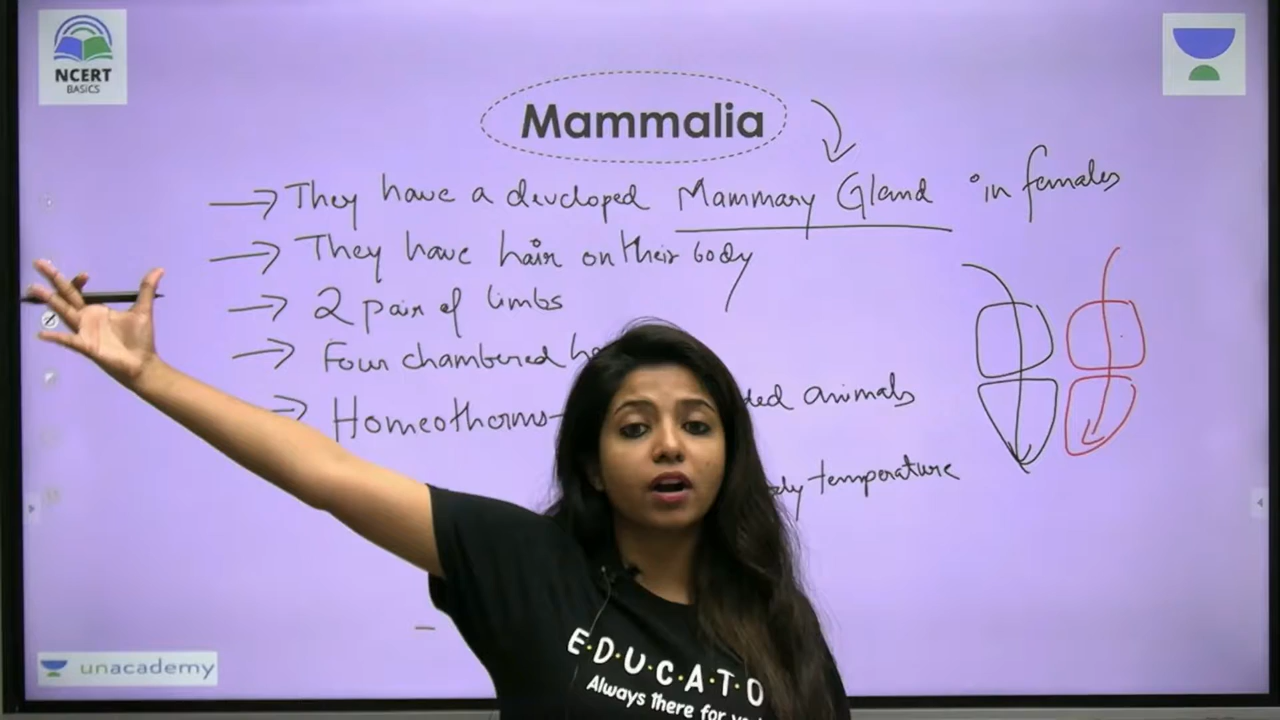 NCERT
BASICS
Mammalia
→ They have a developed Mammary Gland in females
→ They have hair on their body
→ 2 pair of limbs
→ Four chambered
→ Homeotherms- animals
temperature
E·D·U·C·A·T·O
Always there for
unacademy